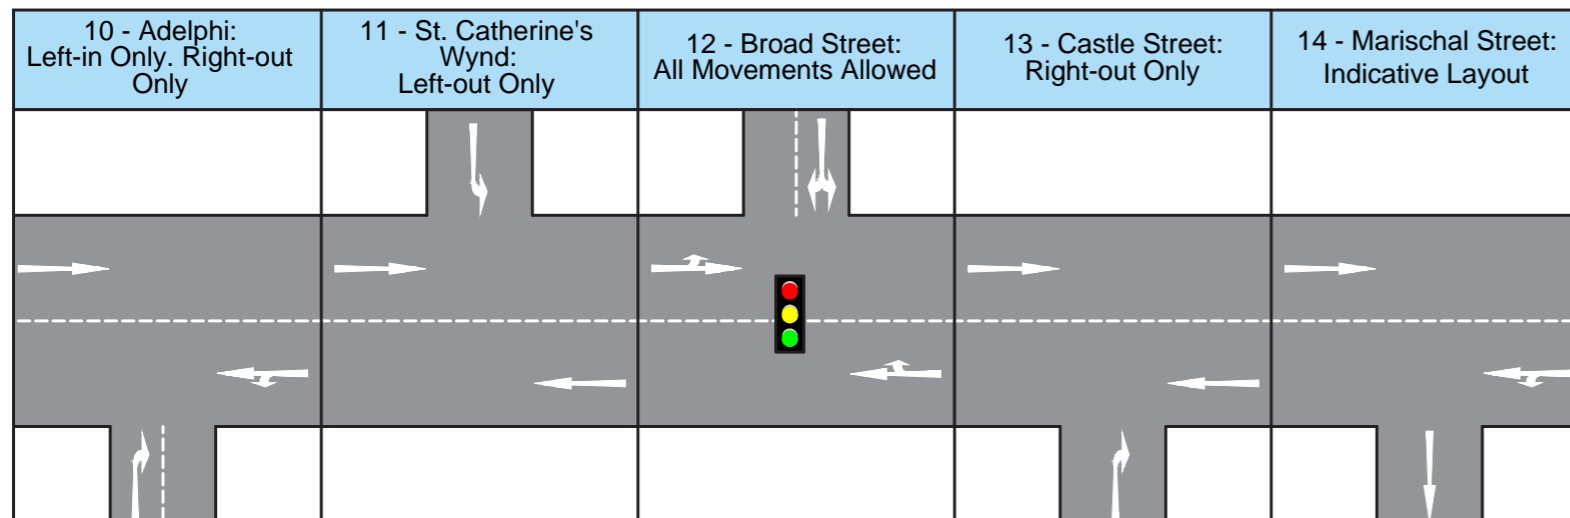 10 - Adelphi:
Left-in Only. Right-out
Only
11 - St. Catherine's
Wynd:
Left-out Only
12 - Broad Street:
All Movements Allowed
13 - Castle Street:
Right-out Only
14 - Marischal Street:
Indicative Layout